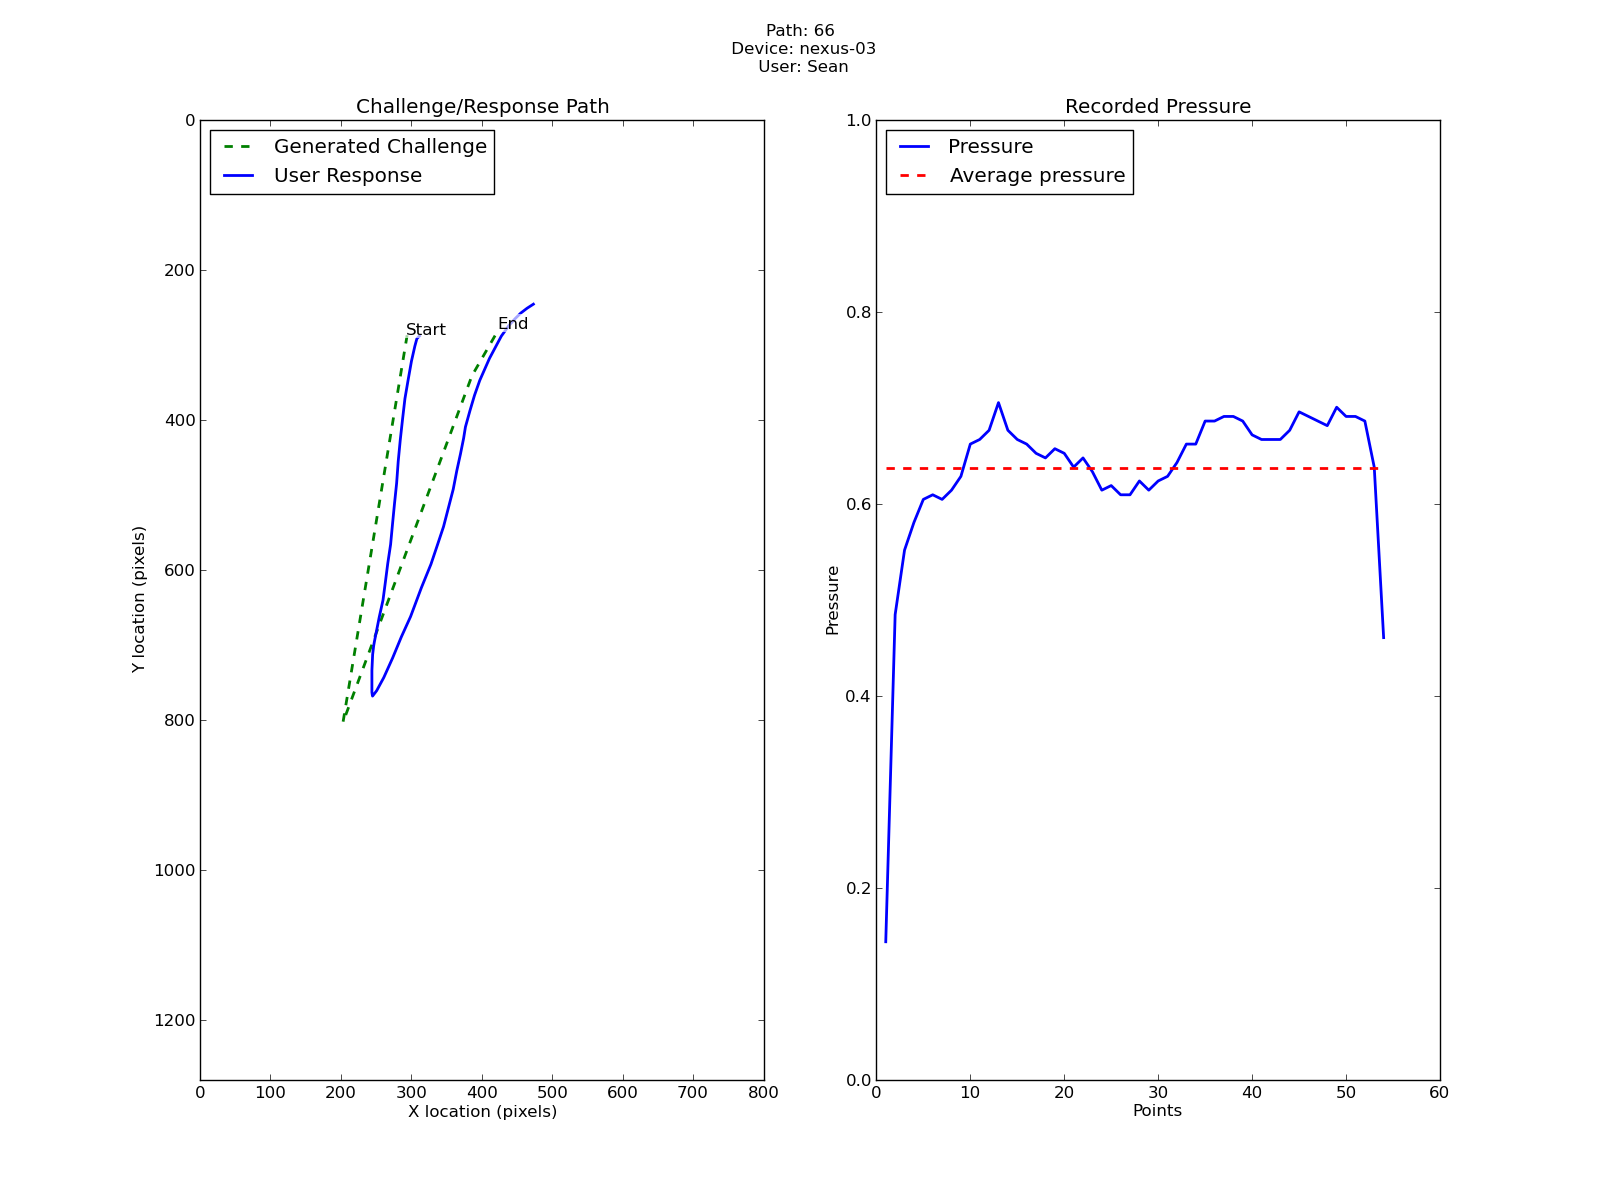 Path: 66
Device: nexus-03
User: Sean
Challenge/Response Path
Generated Challenge
User Response
Start
End
0
200
400
600
800
1000
1200
Y location (pixels)
0 100 200 300 400 500 600 700 800
X location (pixels)
Recorded Pressure
Pressure
Average pressure
1.0
0.8
0.6
0.4
0.2
0.0
Pressure
0 10 20 30 40 50 60
Points